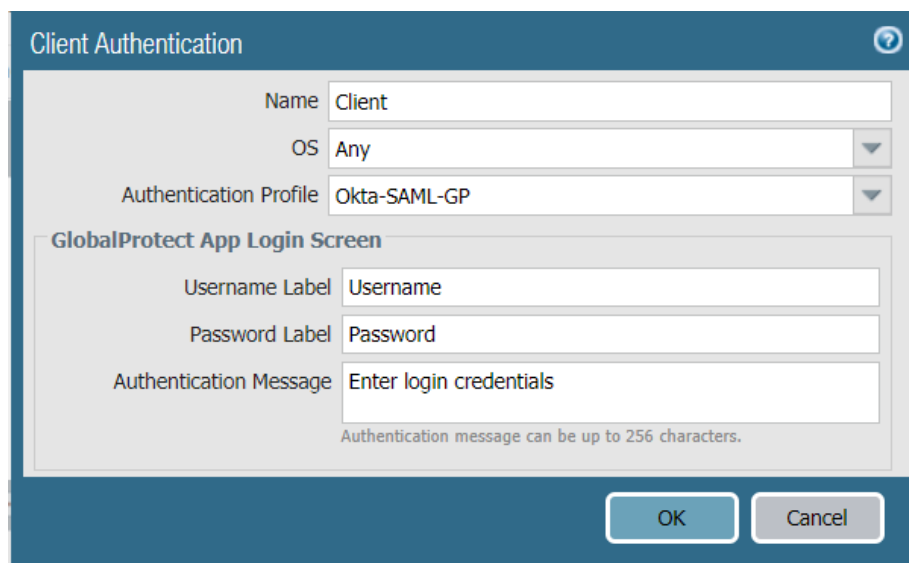 Client Authentication
Name Client
OS Any
Authentication Profile Okta-SAML-GP
GlobalProtect App Login Screen
Username Label Username
Password Label Password
Authentication Message Enter login credentials
Authentication message can be up to 256 characters.
OK Cancel